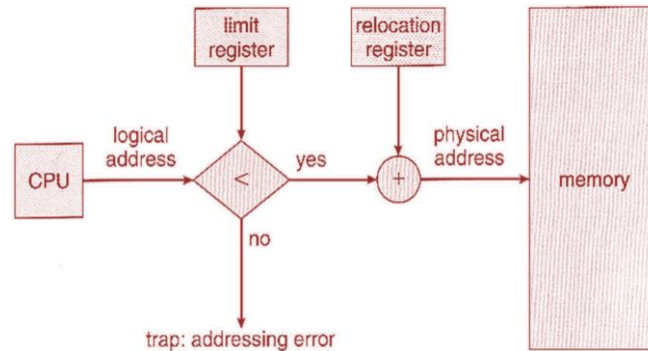 limit
register
relocation
register
logical
address
physical
address
CPU
<
yes
+
memory
no
trap: addressing error